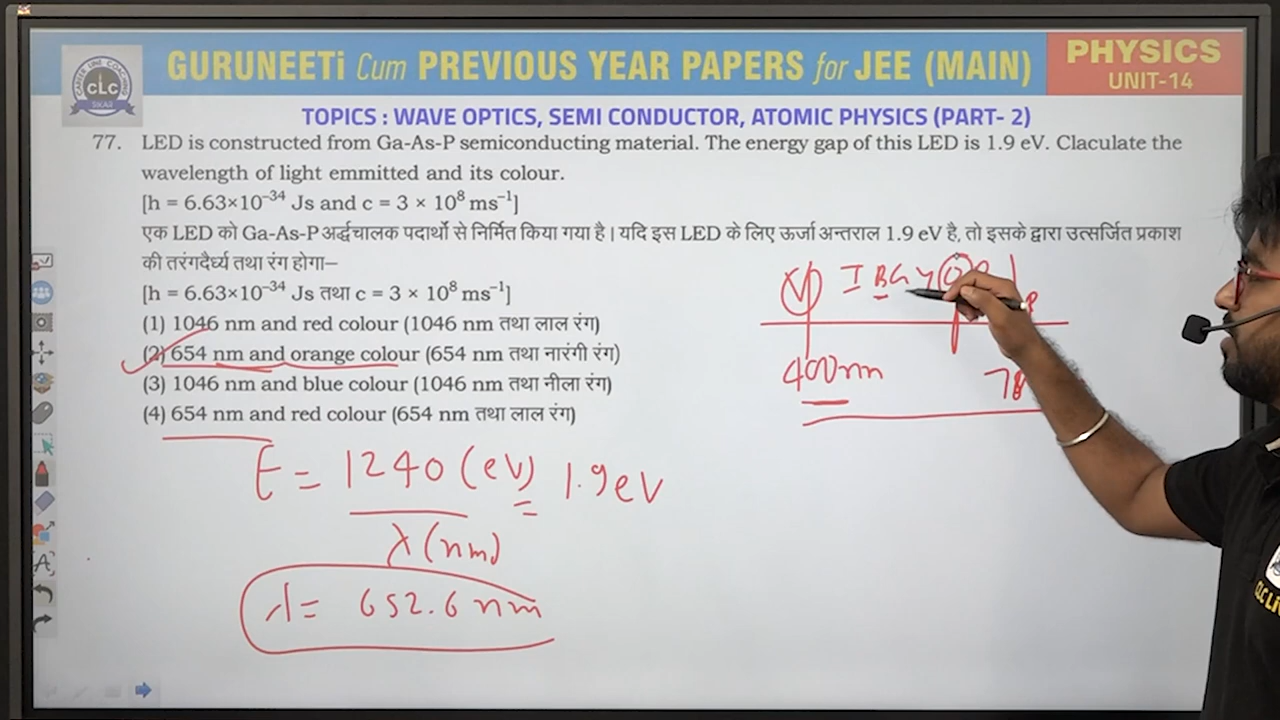 GURUNEETi Cum PREVIOUS YEAR PAPERS for JEE (MAIN)
PHYSICS
UNIT-14
CLC
SIKAR
TOPICS : WAVE OPTICS, SEMI CONDUCTOR, ATOMIC PHYSICS (PART- 2)
77. LED is constructed from Ga-As-P semiconducting material. The energy gap of this LED is 1.9 eV. Claculate the
wavelength of light emmitted and its colour.
[h = 6.63×10⁻³⁴ Js and c = 3 × 10⁸ ms⁻¹]
एक LED को Ga-As-P अर्द्धचालक पदार्थो से निर्मित किया गया है। यदि इस LED के लिए ऊर्जा अन्तराल 1.9 eV है, तो इसके द्वारा उत्सर्जित प्रकाश
की तरंगदैर्ध्य तथा रंग होगा–
[h = 6.63×10⁻³⁴ Js तथा c = 3 × 10⁸ ms⁻¹]
(1) 1046 nm and red colour (1046 nm तथा लाल रंग)
(2) 654 nm and orange colour (654 nm तथा नारंगी रंग)
(3) 1046 nm and blue colour (1046 nm तथा नीला रंग)
(4) 654 nm and red colour (654 nm तथा लाल रंग)
V I B G Y O R
400nm 78
E = 1240 (eV) 1.9eV
λ (nm)
λ = 652.6 nm